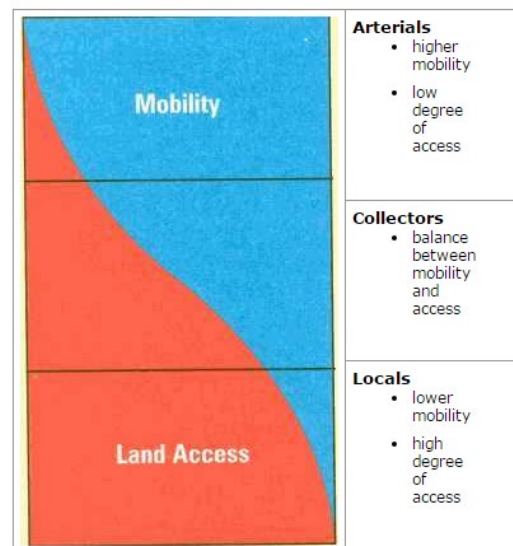 Mobility
Land Access
Arterials
• higher
mobility
• low
degree
of
access
Collectors
• balance
between
mobility
and
access
Locals
• lower
mobility
• high
degree
of
access